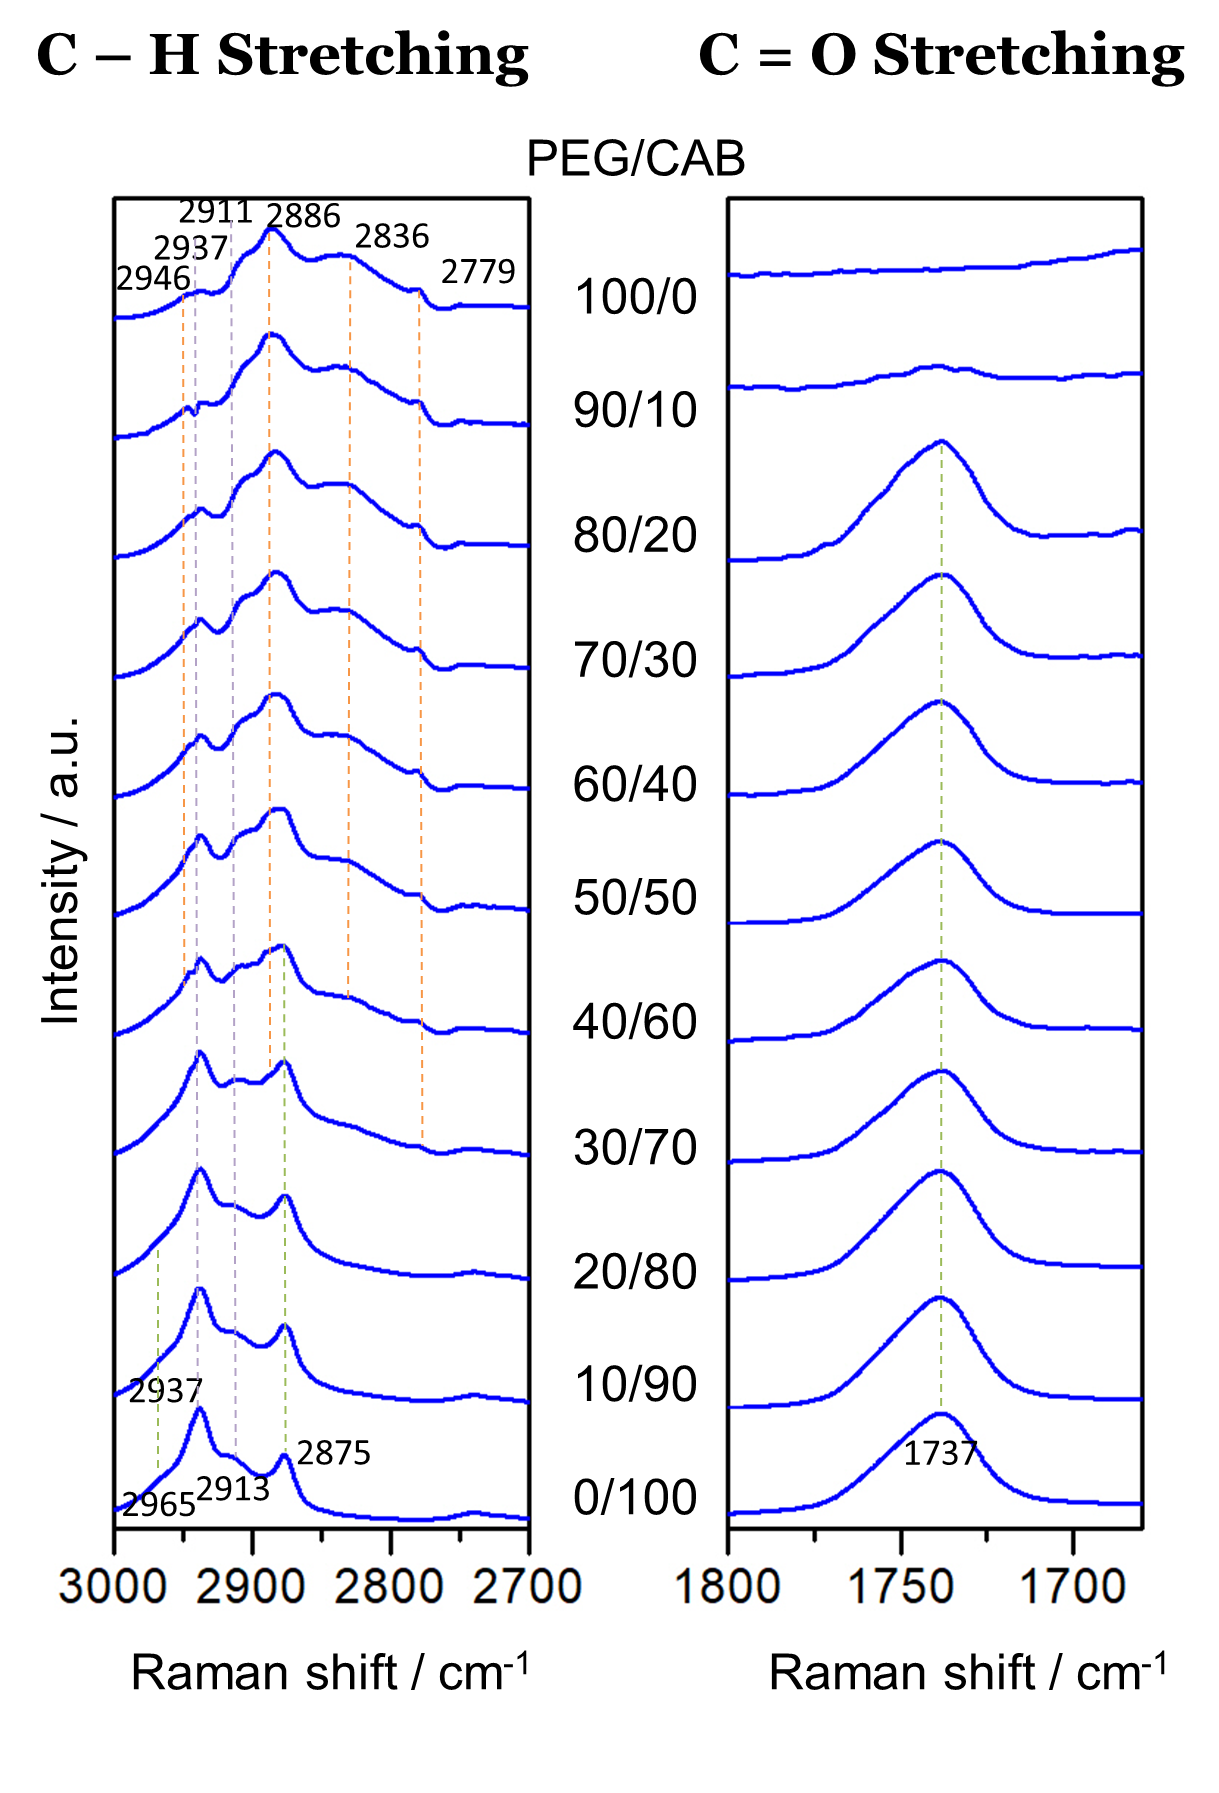 C – H Stretching
C = O Stretching
PEG/CAB
2911
2886
2937
2836
2946
2779
100/0
90/10
80/20
70/30
60/40
50/50
40/60
30/70
20/80
10/90
0/100
Intensity / a.u.
2937
2875
2913
2965
1737
3000 2900 2800 2700
1800 1750 1700
Raman shift / cm-1
Raman shift / cm-1